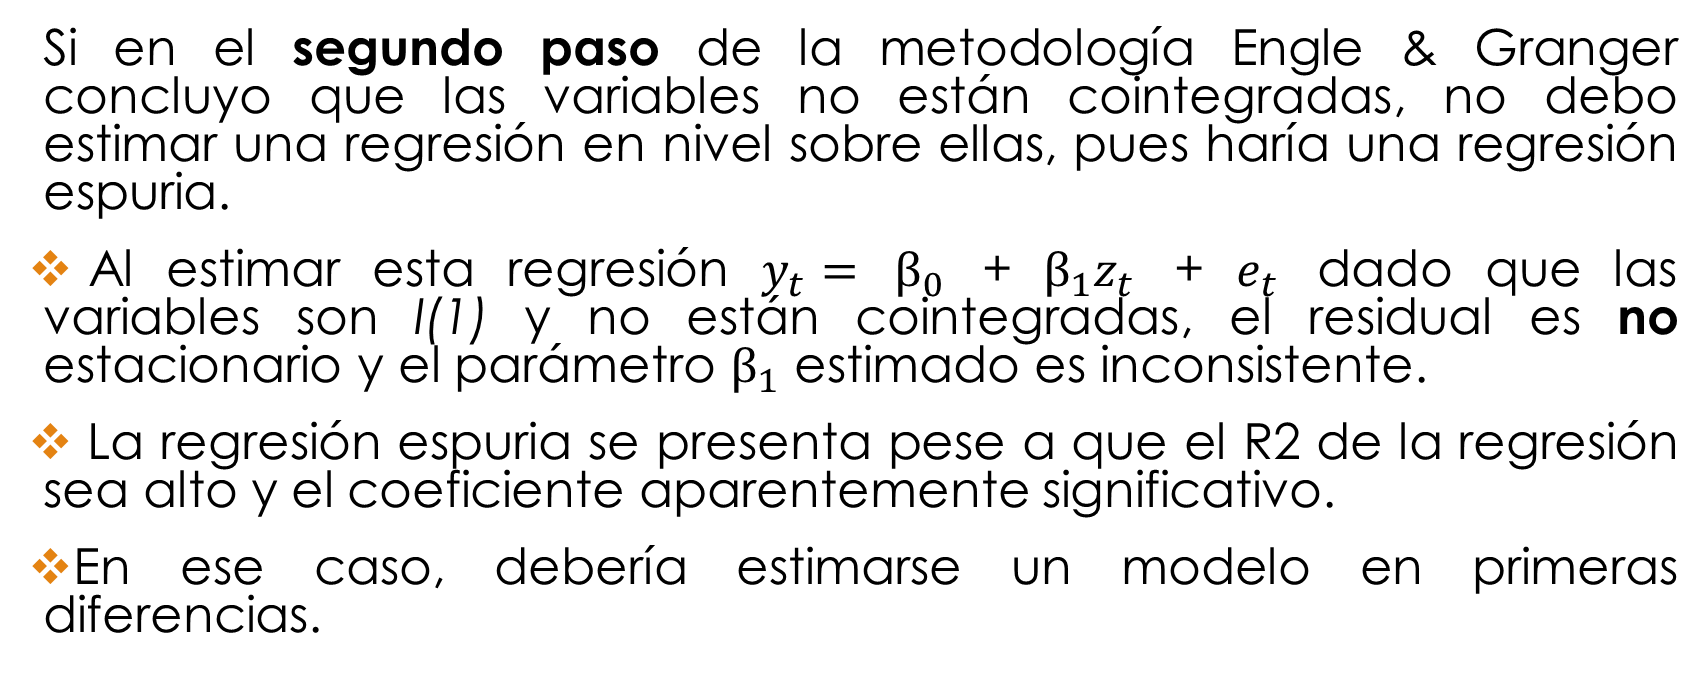 Si en el segundo paso de la metodología Engle & Granger
concluyo que las variables no están cointegradas, no debo
estimar una regresión en nivel sobre ellas, pues haría una regresión
espuria.
❖ Al estimar esta regresión 𝑦ₜ = β₀ + β₁𝑧ₜ + 𝑒ₜ dado que las
variables son I(1) y no están cointegradas, el residual es no
estacionario y el parámetro β₁ estimado es inconsistente.
❖ La regresión espuria se presenta pese a que el R2 de la regresión
sea alto y el coeficiente aparentemente significativo.
❖En ese caso, debería estimarse un modelo en primeras
diferencias.